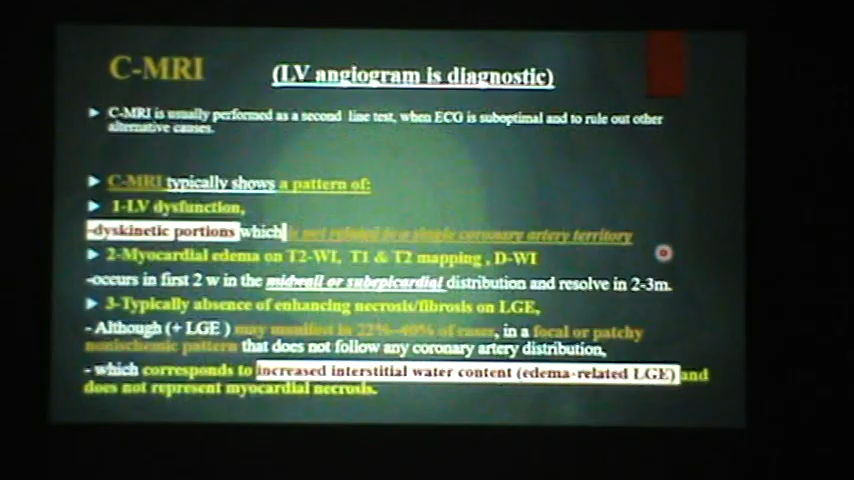 C-MRI
(LV angiogram is diagnostic)
C-MRI is usually performed as a second line test, when ECG is suboptimal and to rule out other
alternative causes.
C-MRI typically shows a pattern of:
1-LV dysfunction,
-dyskinetic portions which is not related to a single coronary artery territory
2-Myocardial edema on T2-WI, T1 & T2 mapping , D-WI
-occurs in first 2 w in the midwall or subepicardial distribution and resolve in 2-3m.
3-Typically absence of enhancing necrosis/fibrosis on LGE,
- Although (+ LGE ) may manifest in 22%-40% of cases, in a focal or patchy
nonischemic pattern that does not follow any coronary artery distribution,
- which corresponds to increased interstitial water content (edema-related LGE) and
does not represent myocardial necrosis.